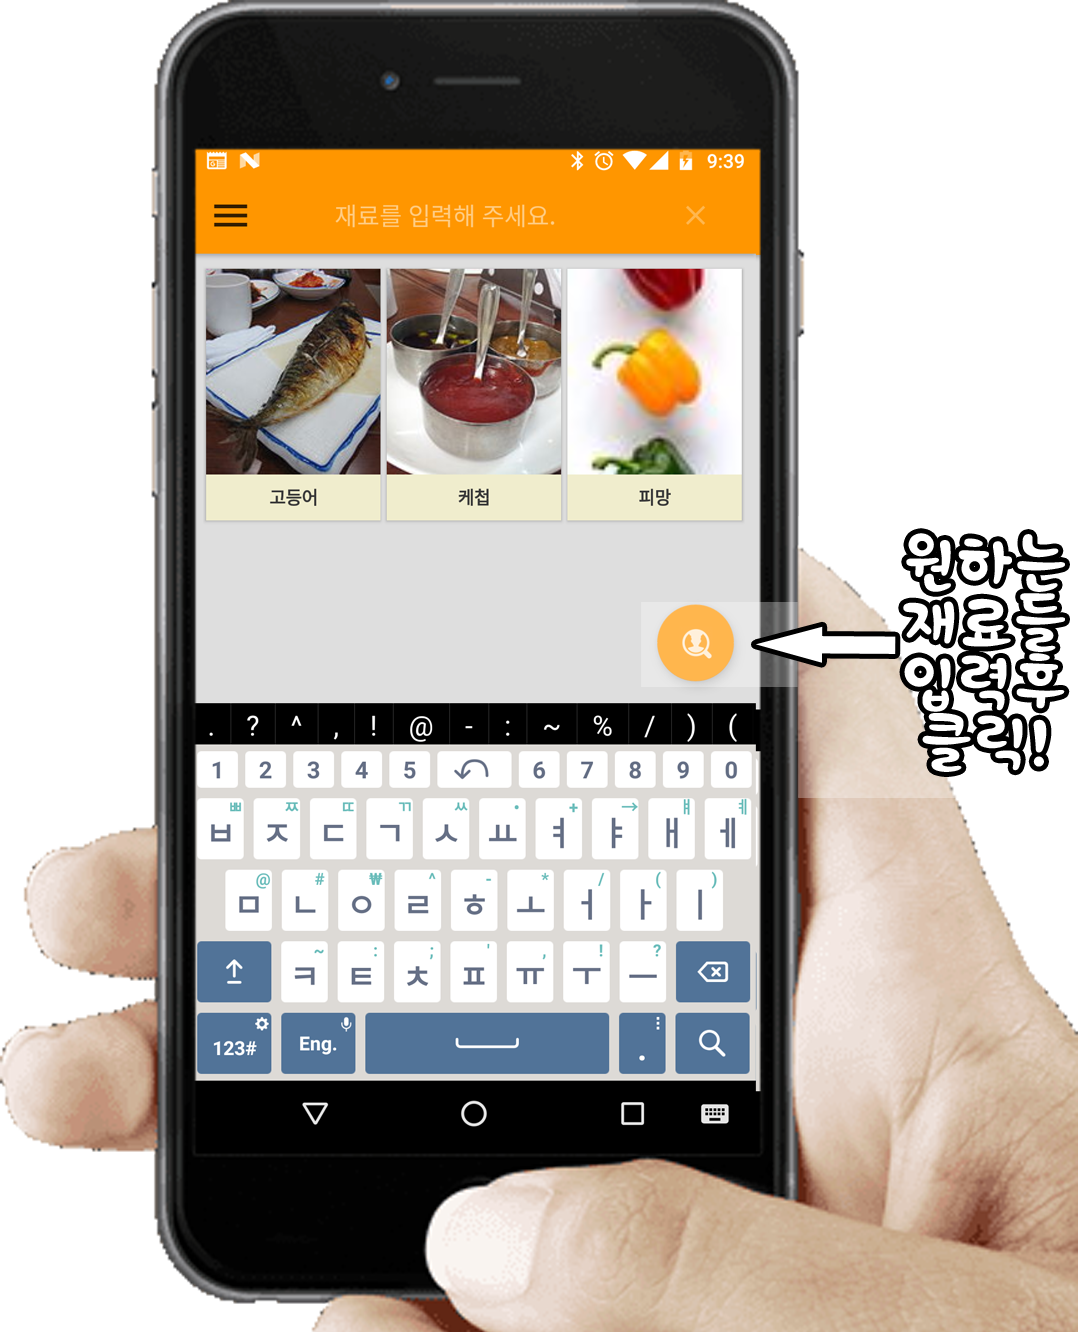 9:39
재료를 입력해 주세요.
고등어 케첩 피망
원하는
재료들
입력후
클릭!
. ? ^ , ! @ - : ~ % / ) (
1 2 3 4 5 6 7 8 9 0
ㅃ ㅉ ㄸ ㄲ ㅆ · + → ㅒ ㅖ
ㅂ ㅈ ㄷ ㄱ ㅅ ㅛ ㅕ ㅑ ㅐ ㅔ
@ # ₩ ^ - * / ( )
ㅁ ㄴ ㅇ ㄹ ㅎ ㅗ ㅓ ㅏ ㅣ
~ : ; ' , ! ?
ㅋ ㅌ ㅊ ㅍ ㅠ ㅜ ㅡ
123# Eng. .